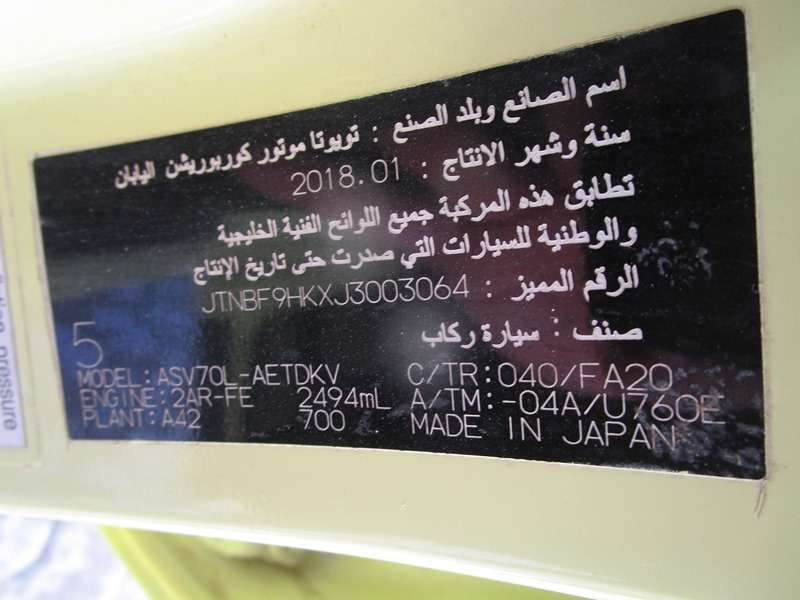 اسم الصانع وبلد الصنع : تويوتا موتور كوربوريشن اليابان
سنة وشهر الانتاج : 2018.01
تطابق هذه المركبة جميع اللوائح الفنية الخليجية
والوطنية للسيارات التي صدرت حتى تاريخ الإنتاج
الرقم المميز : JTNBF9HKXJ3003064
صنف : سيارة ركاب
5
MODEL:ASV70L-AETDKV C/TR:040/FA20
ENGINE:2AR-FE 2494mL A/TM:-04A/U760E
PLANT:A42 700 MADE IN JAPAN
pressure